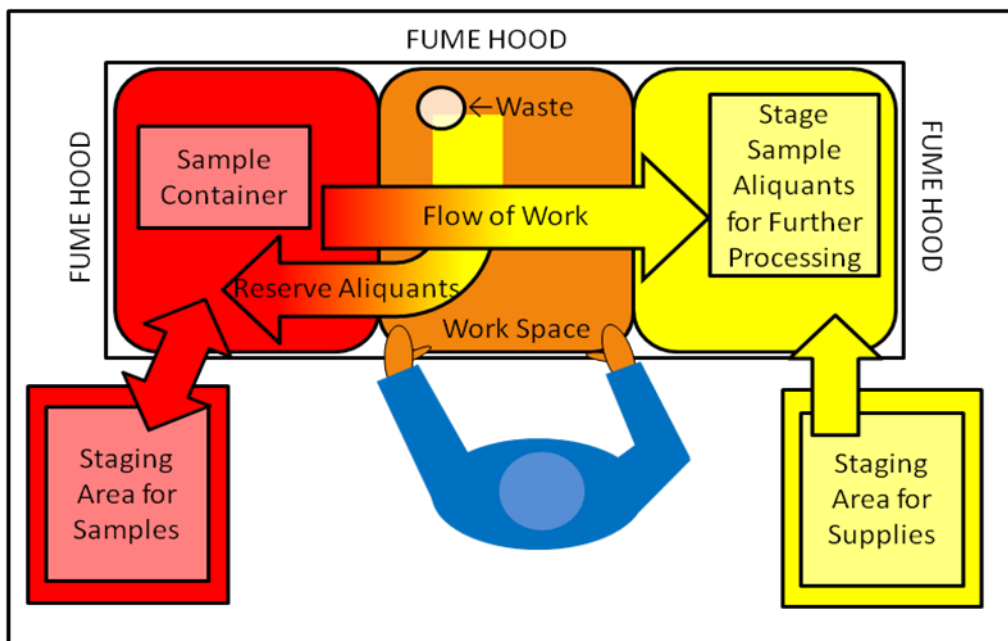 FUME HOOD
FUME HOOD
Sample
Container
←Waste
Stage
Sample
Aliquants
for Further
Processing
FUME HOOD
Flow of Work
Reserve Aliquants
Work Space
Staging
Area for
Samples
Staging
Area for
Supplies